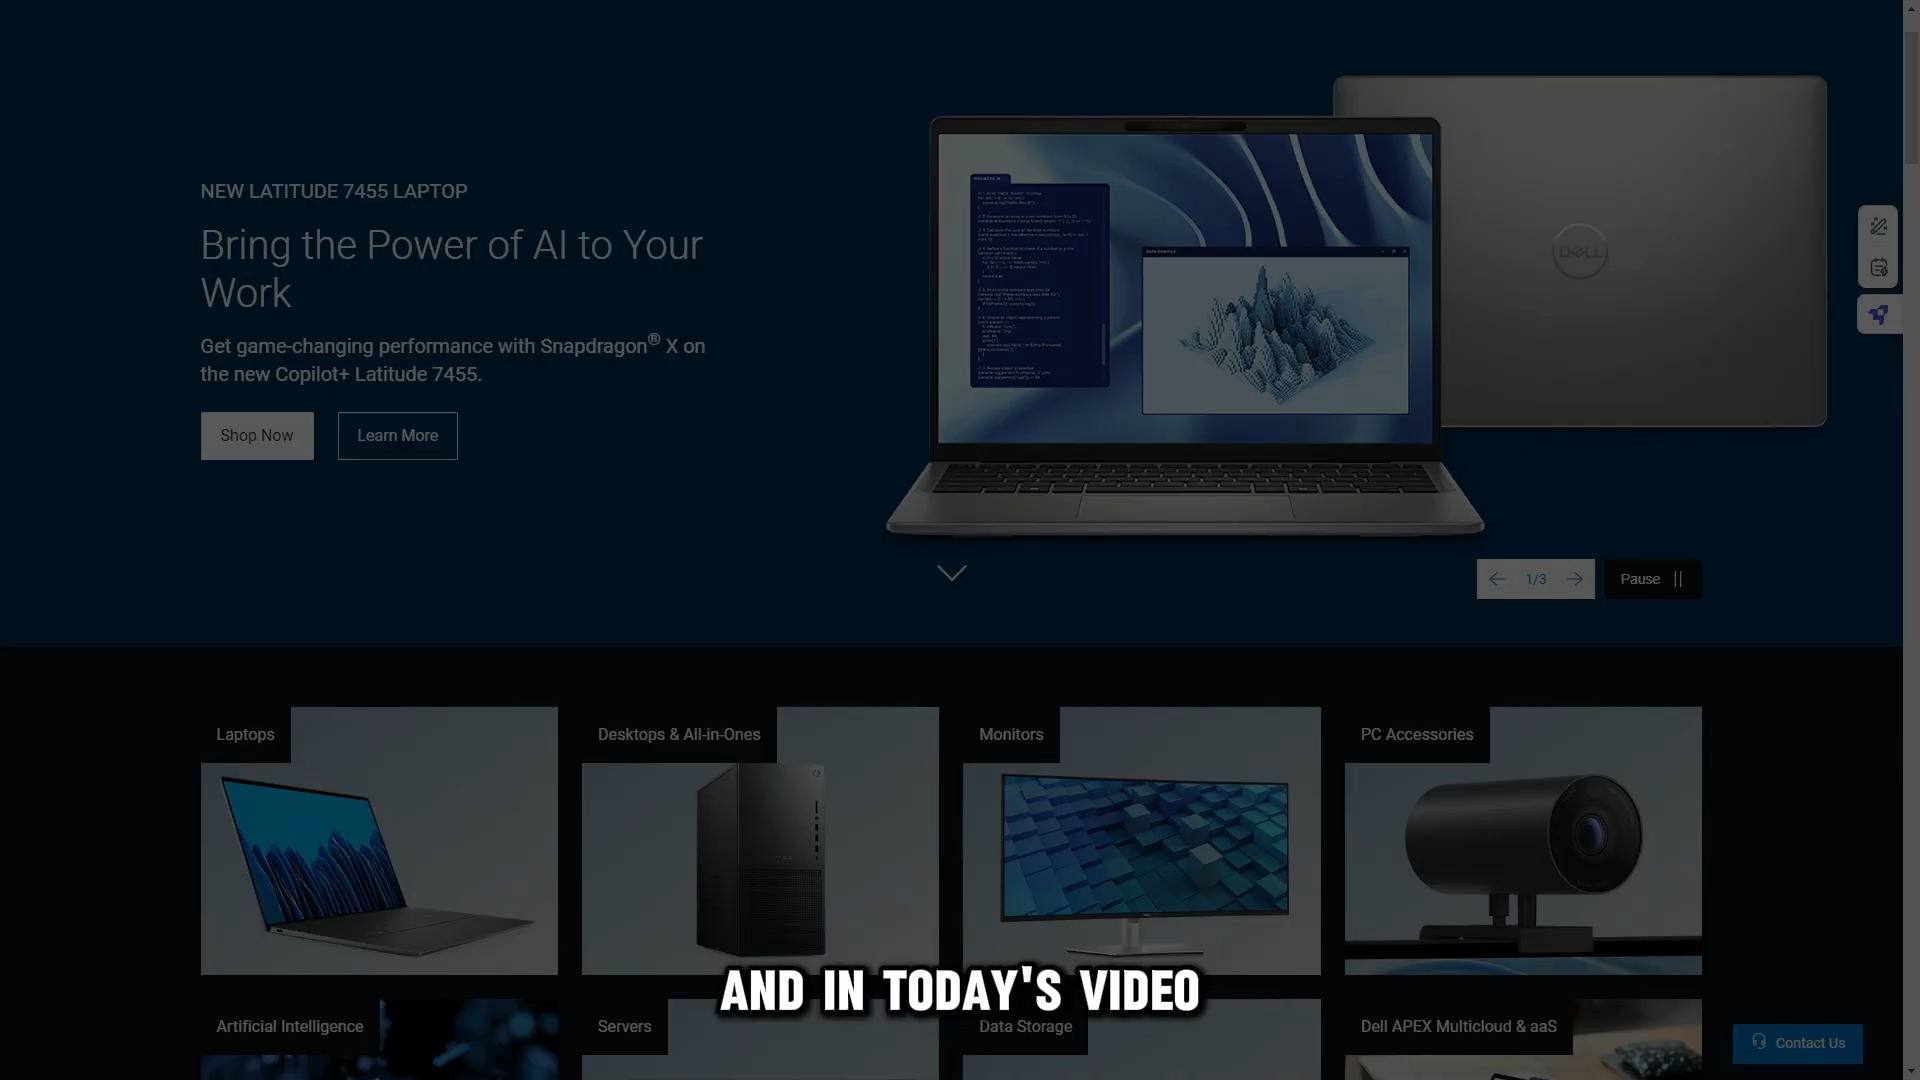 NEW LATITUDE 7455 LAPTOP
Bring the Power of AI to Your
Work
Get game-changing performance with Snapdragon® X on
the new Copilot+ Latitude 7455.
Shop Now
Learn More
DELL
1/3
Pause
Laptops
Desktops & All-in-Ones
Monitors
PC Accessories
AND IN TODAY'S VIDEO
Artificial Intelligence
Servers
Data Storage
Dell APEX Multicloud & aaS
Contact Us